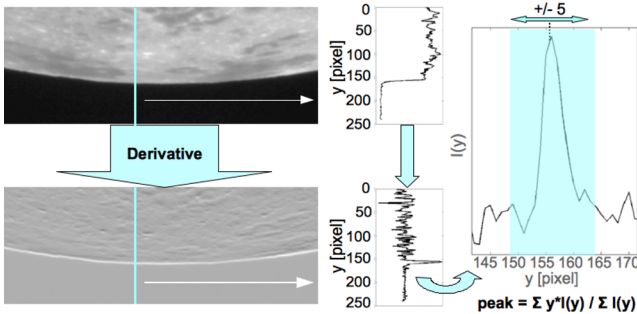 0
50
100
150
200
250
y [pixel]
+/- 5
I(y)
145 150 155 160 165 170
y [pixel]
Derivative
0
50
100
150
200
250
y [pixel]
peak = Σ y*I(y) / Σ I(y)